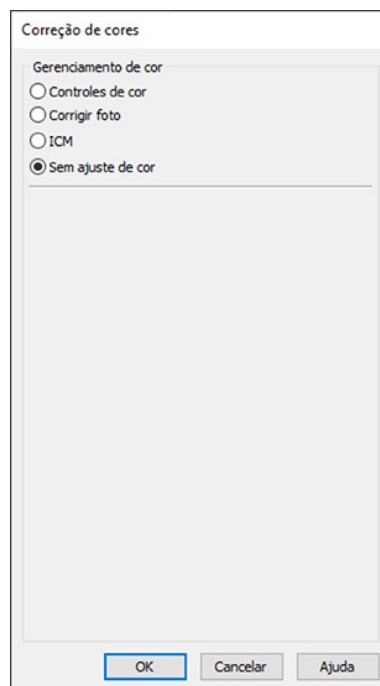 Correção de cores
Gerenciamento de cor
Controles de cor
Corrigir foto
ICM
Sem ajuste de cor
OK Cancelar Ajuda